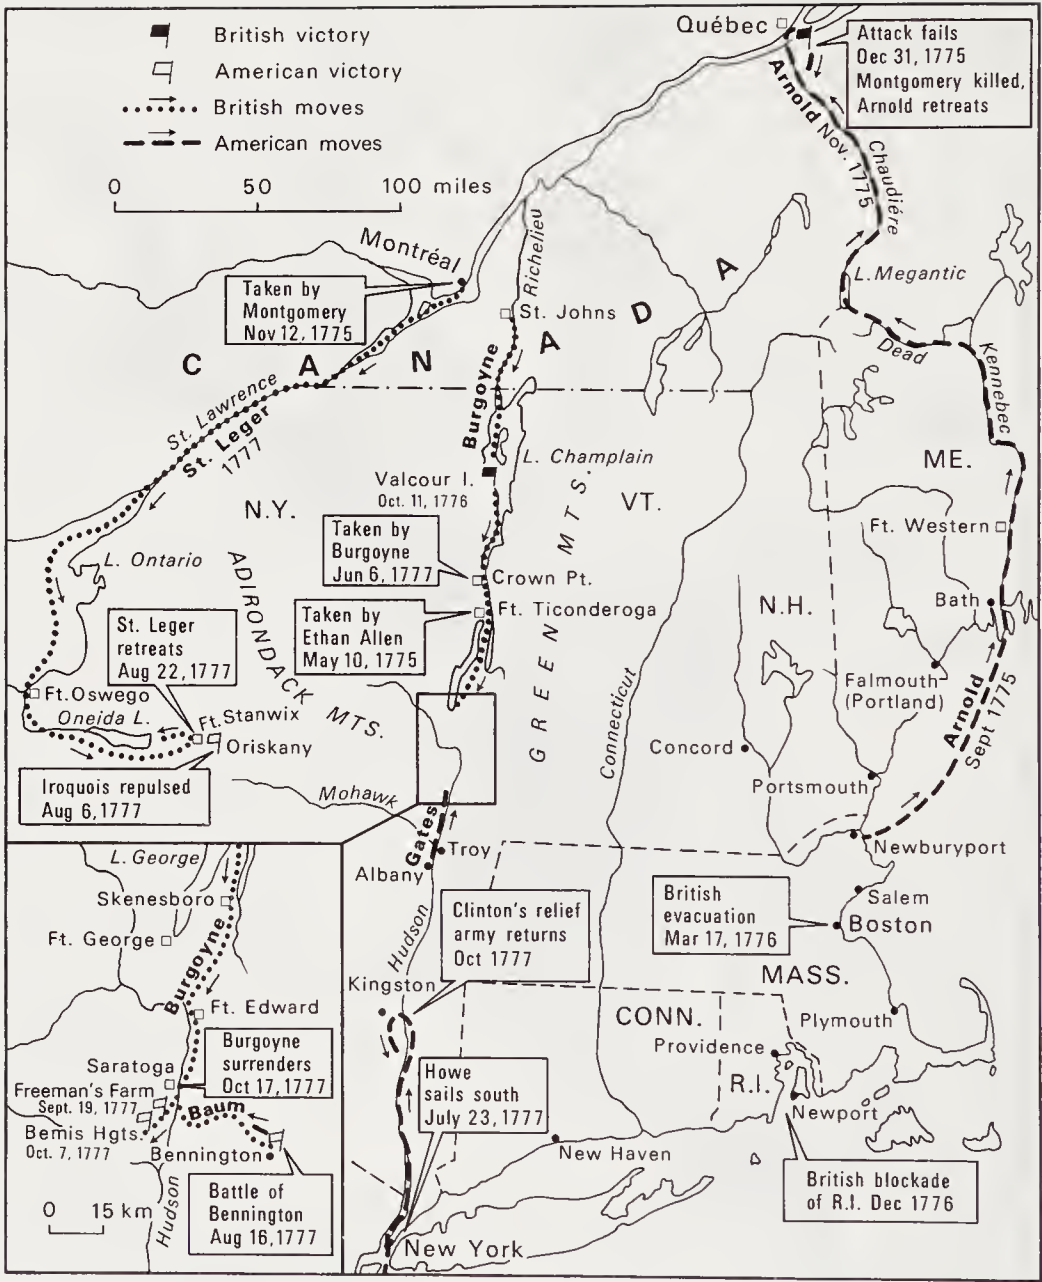 British victory
American victory
British moves
American moves
0 50 100 miles
Québec
Attack fails
Dec 31, 1775
Montgomery killed,
Arnold retreats
Arnold Nov. 1775
Chaudiére
L. Megantic
Dead
Kennebec
Montréal
Taken by
Montgomery
Nov 12, 1775
Richelieu
St. Johns
CANADA
St. Lawrence
St. Leger
1777
Burgoyne
L. Champlain
Valcour I.
Oct. 11, 1776
N.Y.
VT.
ME.
N.H.
Taken by
Burgoyne
Jun 6, 1777
Crown Pt.
Taken by
Ethan Allen
May 10, 1775
Ft. Ticonderoga
L. Ontario
ADIRONDACK MTS.
GREEN MTS.
St. Leger
retreats
Aug 22, 1777
Ft. Oswego
Oneida L.
Ft. Stanwix
Oriskany
Iroquois repulsed
Aug 6, 1777
Mohawk
Ft. Western
Bath
Falmouth
(Portland)
Arnold
Sept 1775
Connecticut
Concord
Portsmouth
Newburyport
Gates
Troy
Albany
Hudson
Kingston
Clinton's relief
army returns
Oct 1777
British
evacuation
Mar 17, 1776
Salem
Boston
MASS.
Plymouth
CONN.
Providence
R.I.
Newport
Howe
sails south
July 23, 1777
New Haven
British blockade
of R.I. Dec 1776
New York
L. George
Skenesboro
Ft. George
Burgoyne
Ft. Edward
Saratoga
Burgoyne
surrenders
Oct 17, 1777
Freeman's Farm
Sept. 19, 1777
Baum
Bemis Hgts.
Oct. 7, 1777
Bennington
Battle of
Bennington
Aug 16, 1777
0 15 km
Hudson